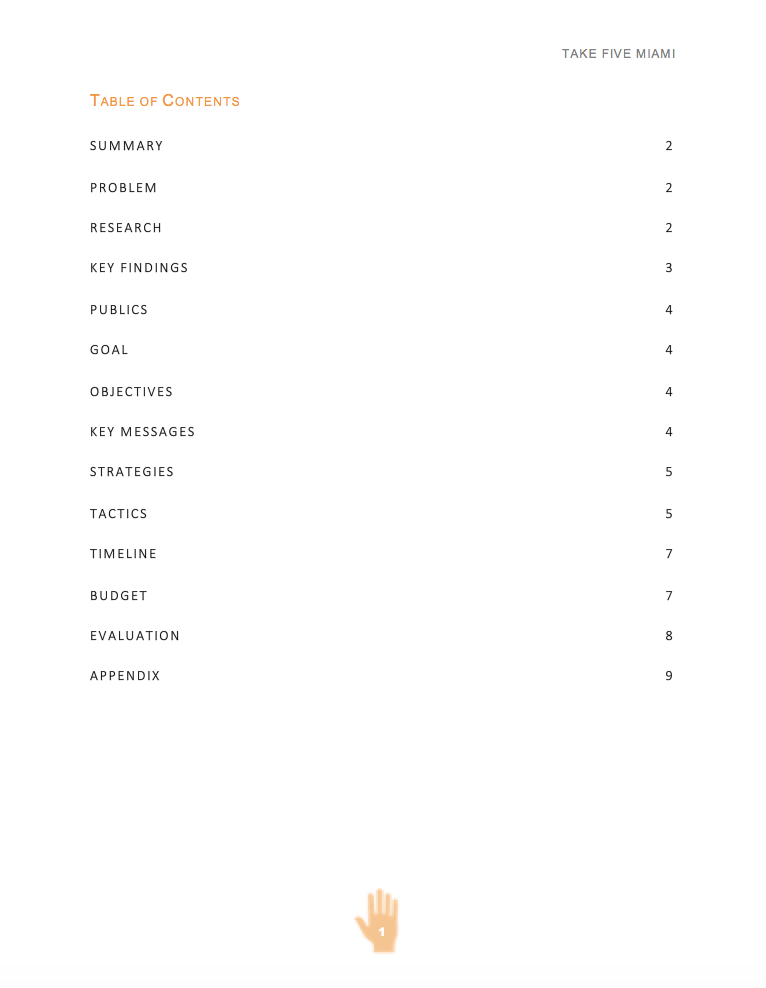 TAKE FIVE MIAMI
TABLE OF CONTENTS
SUMMARY 2
PROBLEM 2
RESEARCH 2
KEY FINDINGS 3
PUBLICS 4
GOAL 4
OBJECTIVES 4
KEY MESSAGES 4
STRATEGIES 5
TACTICS 5
TIMELINE 7
BUDGET 7
EVALUATION 8
APPENDIX 9
1